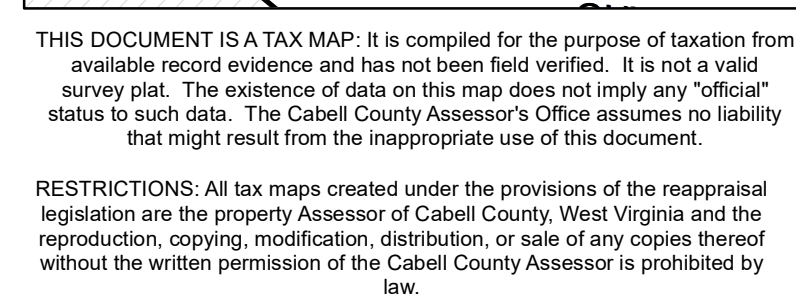 THIS DOCUMENT IS A TAX MAP: It is compiled for the purpose of taxation from
available record evidence and has not been field verified. It is not a valid
survey plat. The existence of data on this map does not imply any "official"
status to such data. The Cabell County Assessor's Office assumes no liability
that might result from the inappropriate use of this document.
RESTRICTIONS: All tax maps created under the provisions of the reappraisal
legislation are the property Assessor of Cabell County, West Virginia and the
reproduction, copying, modification, distribution, or sale of any copies thereof
without the written permission of the Cabell County Assessor is prohibited by
law.